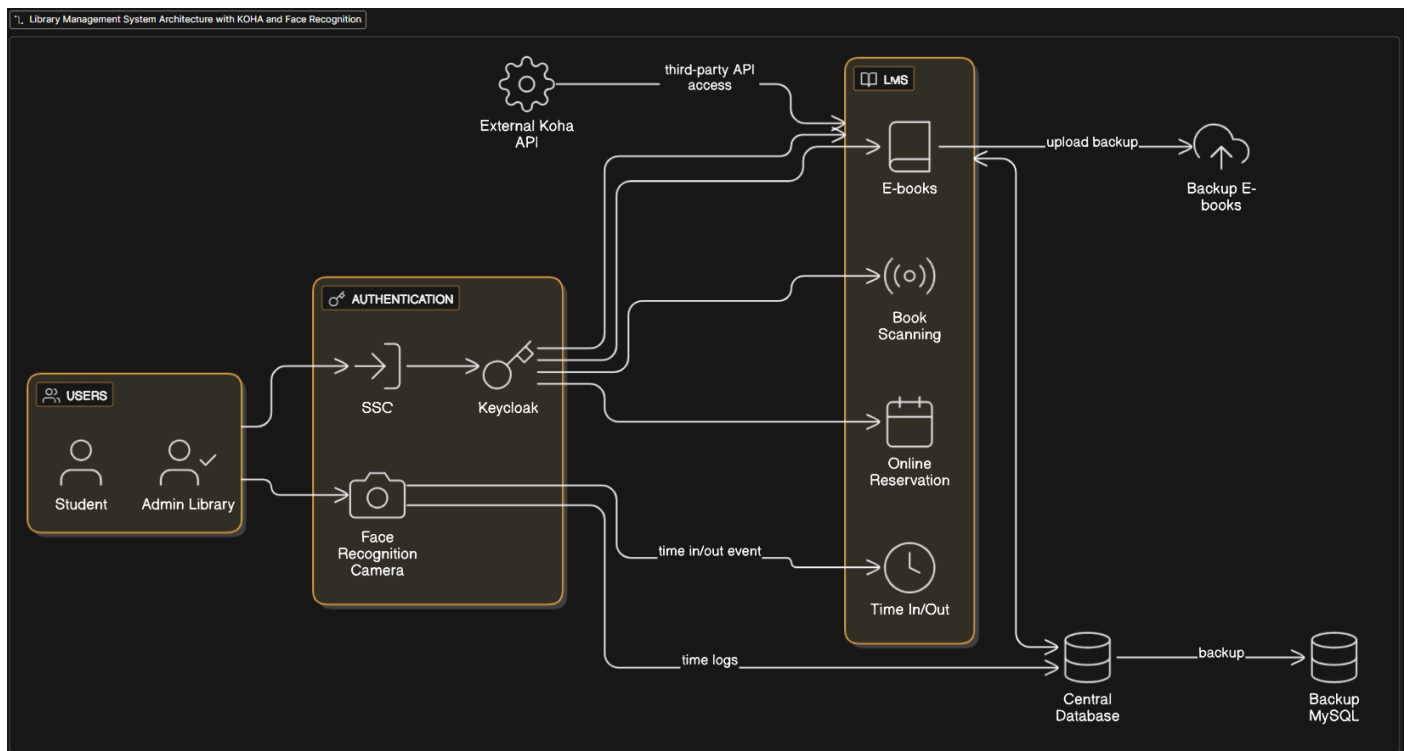 Library Management System Architecture with KOHA and Face Recognition
third-party API
access
External Koha
API
LMS
E-books
upload backup
Backup E-
books
Book
Scanning
AUTHENTICATION
SSC
Keycloak
USERS
Student
Admin Library
Face
Recognition
Camera
Online
Reservation
time in/out event
Time In/Out
time logs
Central
Database
backup
Backup
MySQL